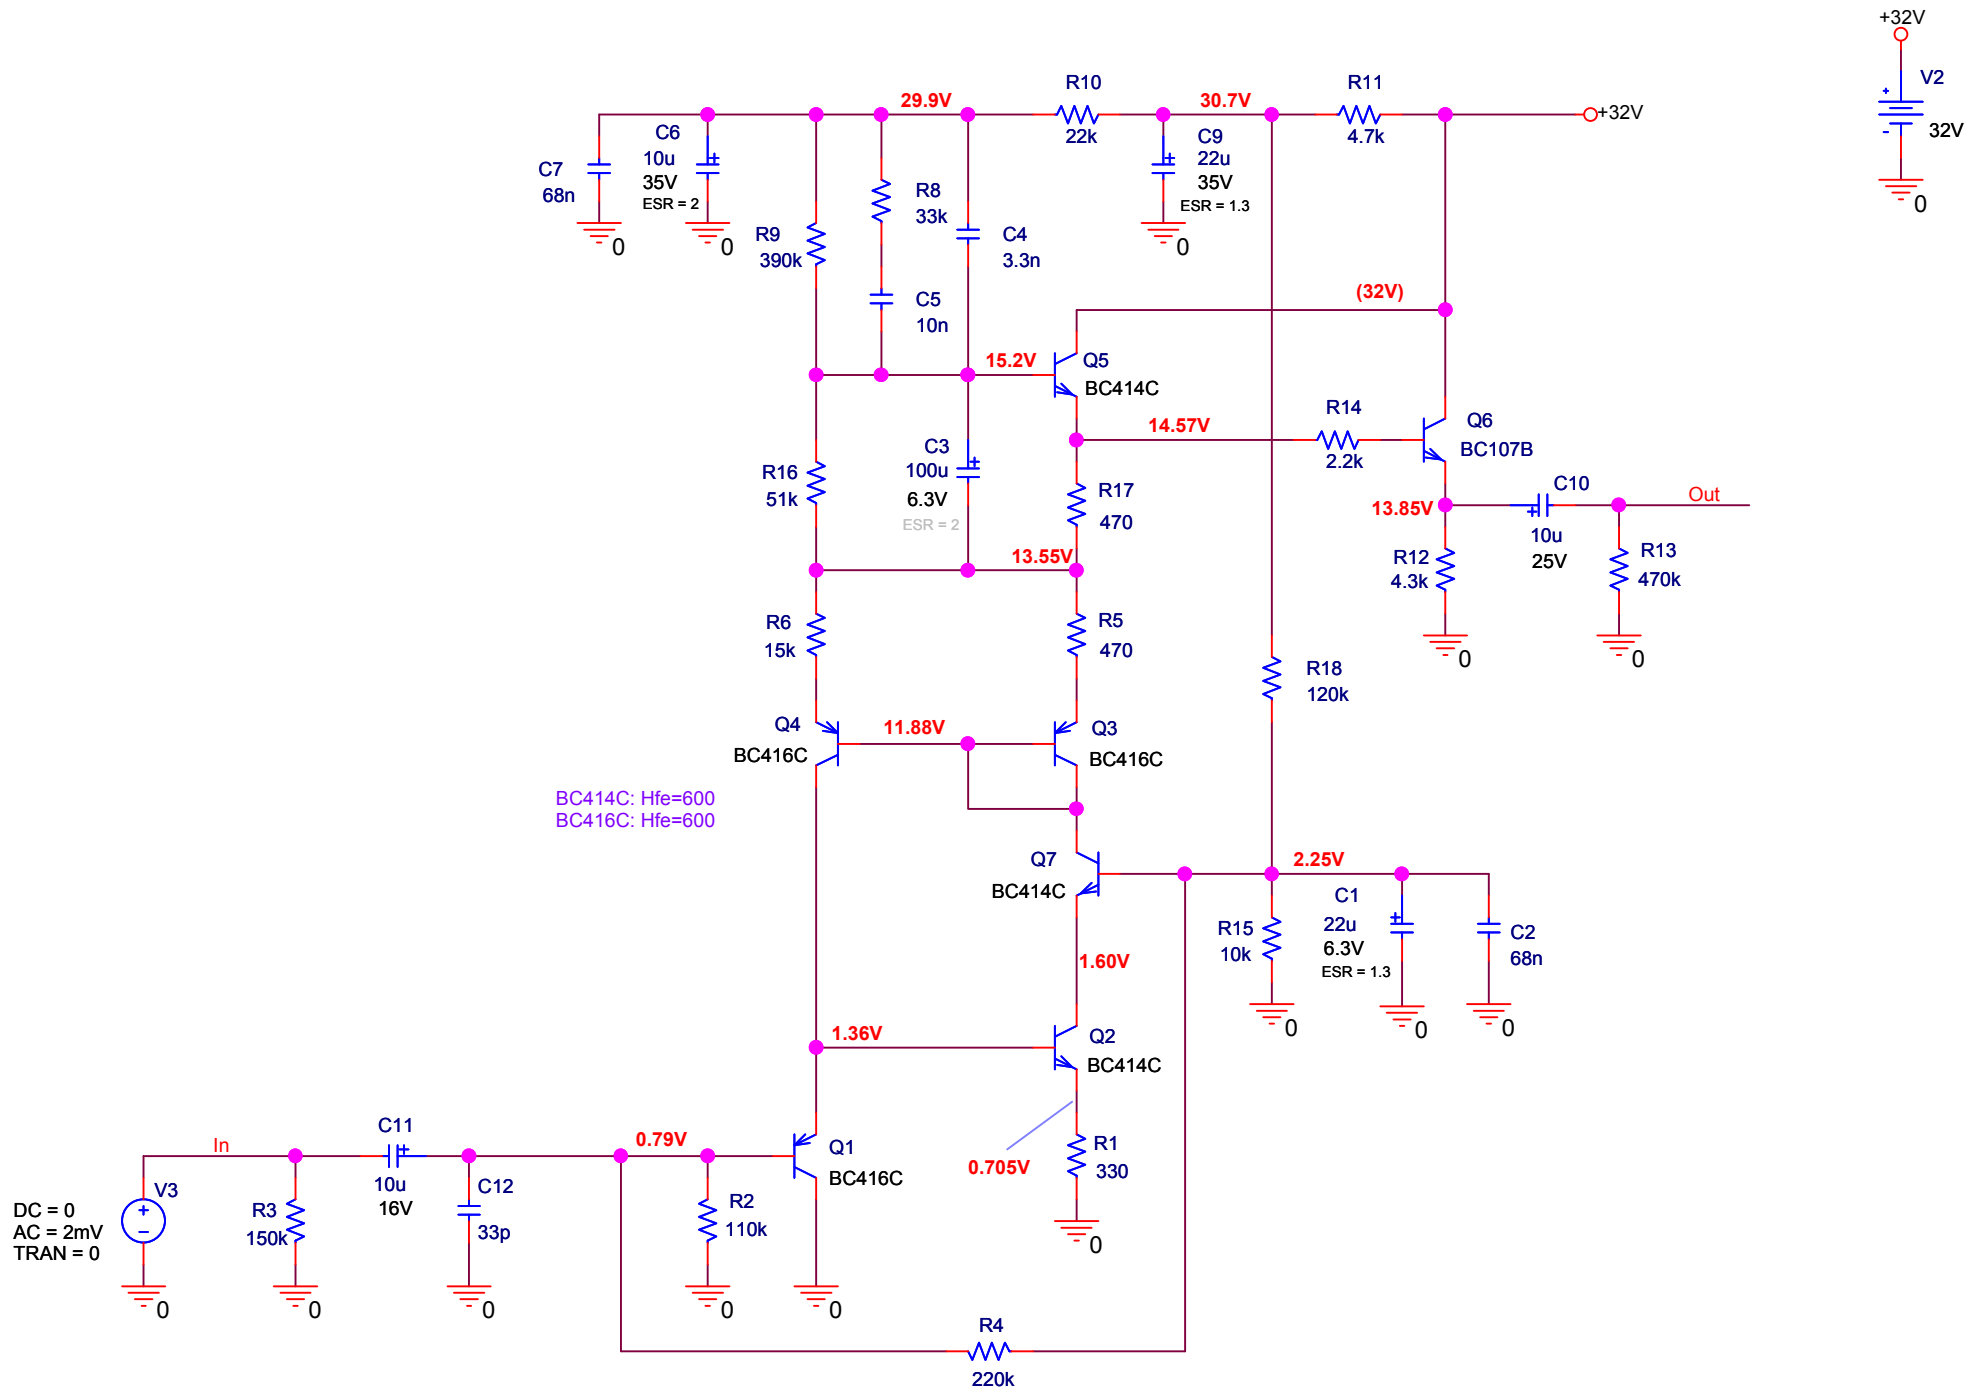 +32V
V2
32V
0
R10
22k
R11
4.7k
29.9V
30.7V
+32V
C7
68n
0
C6
10u
35V
ESR = 2
0
R9
390k
R8
33k
C5
10n
C4
3.3n
C9
22u
35V
ESR = 1.3
0
(32V)
15.2V
Q5
BC414C
14.57V
R14
2.2k
Q6
BC107B
R16
51k
C3
100u
6.3V
ESR = 2
R17
470
13.55V
13.85V
C10
10u
25V
Out
R12
4.3k
0
R13
470k
0
R6
15k
R5
470
R18
120k
Q4
BC416C
11.88V
Q3
BC416C
BC414C: Hfe=600
BC416C: Hfe=600
Q7
BC414C
2.25V
R15
10k
0
C1
22u
6.3V
ESR = 1.3
0
C2
68n
0
1.60V
1.36V
Q2
BC414C
0.705V
R1
330
0
In
V3
DC = 0
AC = 2mV
TRAN = 0
0
R3
150k
0
C11
10u
16V
C12
33p
0
0.79V
R2
110k
0
Q1
BC416C
0
R4
220k